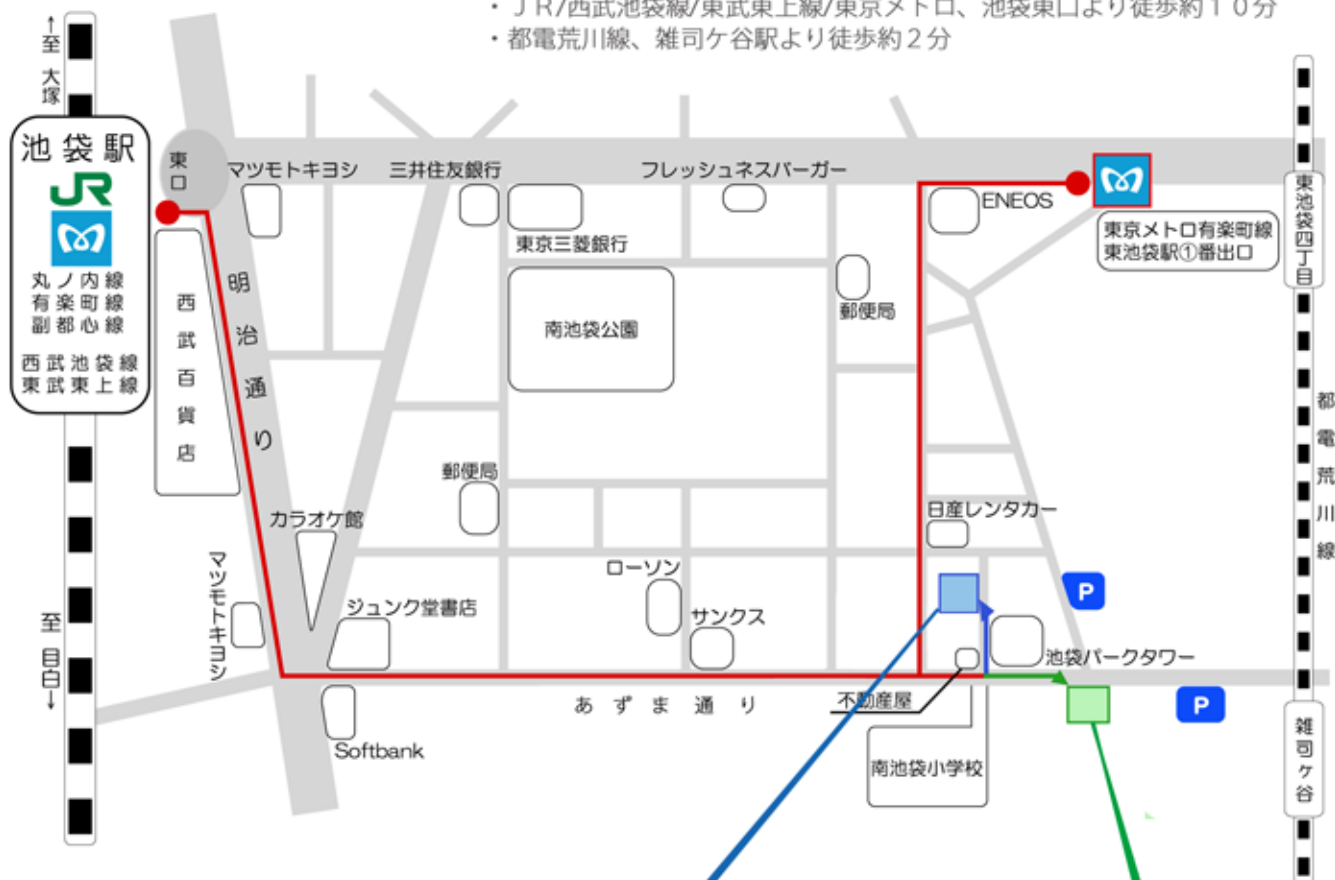 ・ＪＲ/西武池袋線/東武東上線/東京メトロ、池袋東口より徒歩約１０分
・都電荒川線、雑司ケ谷駅より徒歩約２分
↑至 大塚
池袋駅
JR
丸ノ内線
有楽町線
副都心線
西武池袋線
東武東上線
東口
マツモトキヨシ
三井住友銀行
フレッシュネスバーガー
ENEOS
東京三菱銀行
東京メトロ有楽町線
東池袋駅①番出口
東池袋四丁目
西武百貨店
明治通り
南池袋公園
郵便局
都電荒川線
郵便局
カラオケ館
日産レンタカー
マツモトキヨシ
ジュンク堂書店
ローソン
サンクス
P
池袋パークタワー
至 目白↓
あずま通り
不動産屋
P
Softbank
南池袋小学校
雑司ケ谷